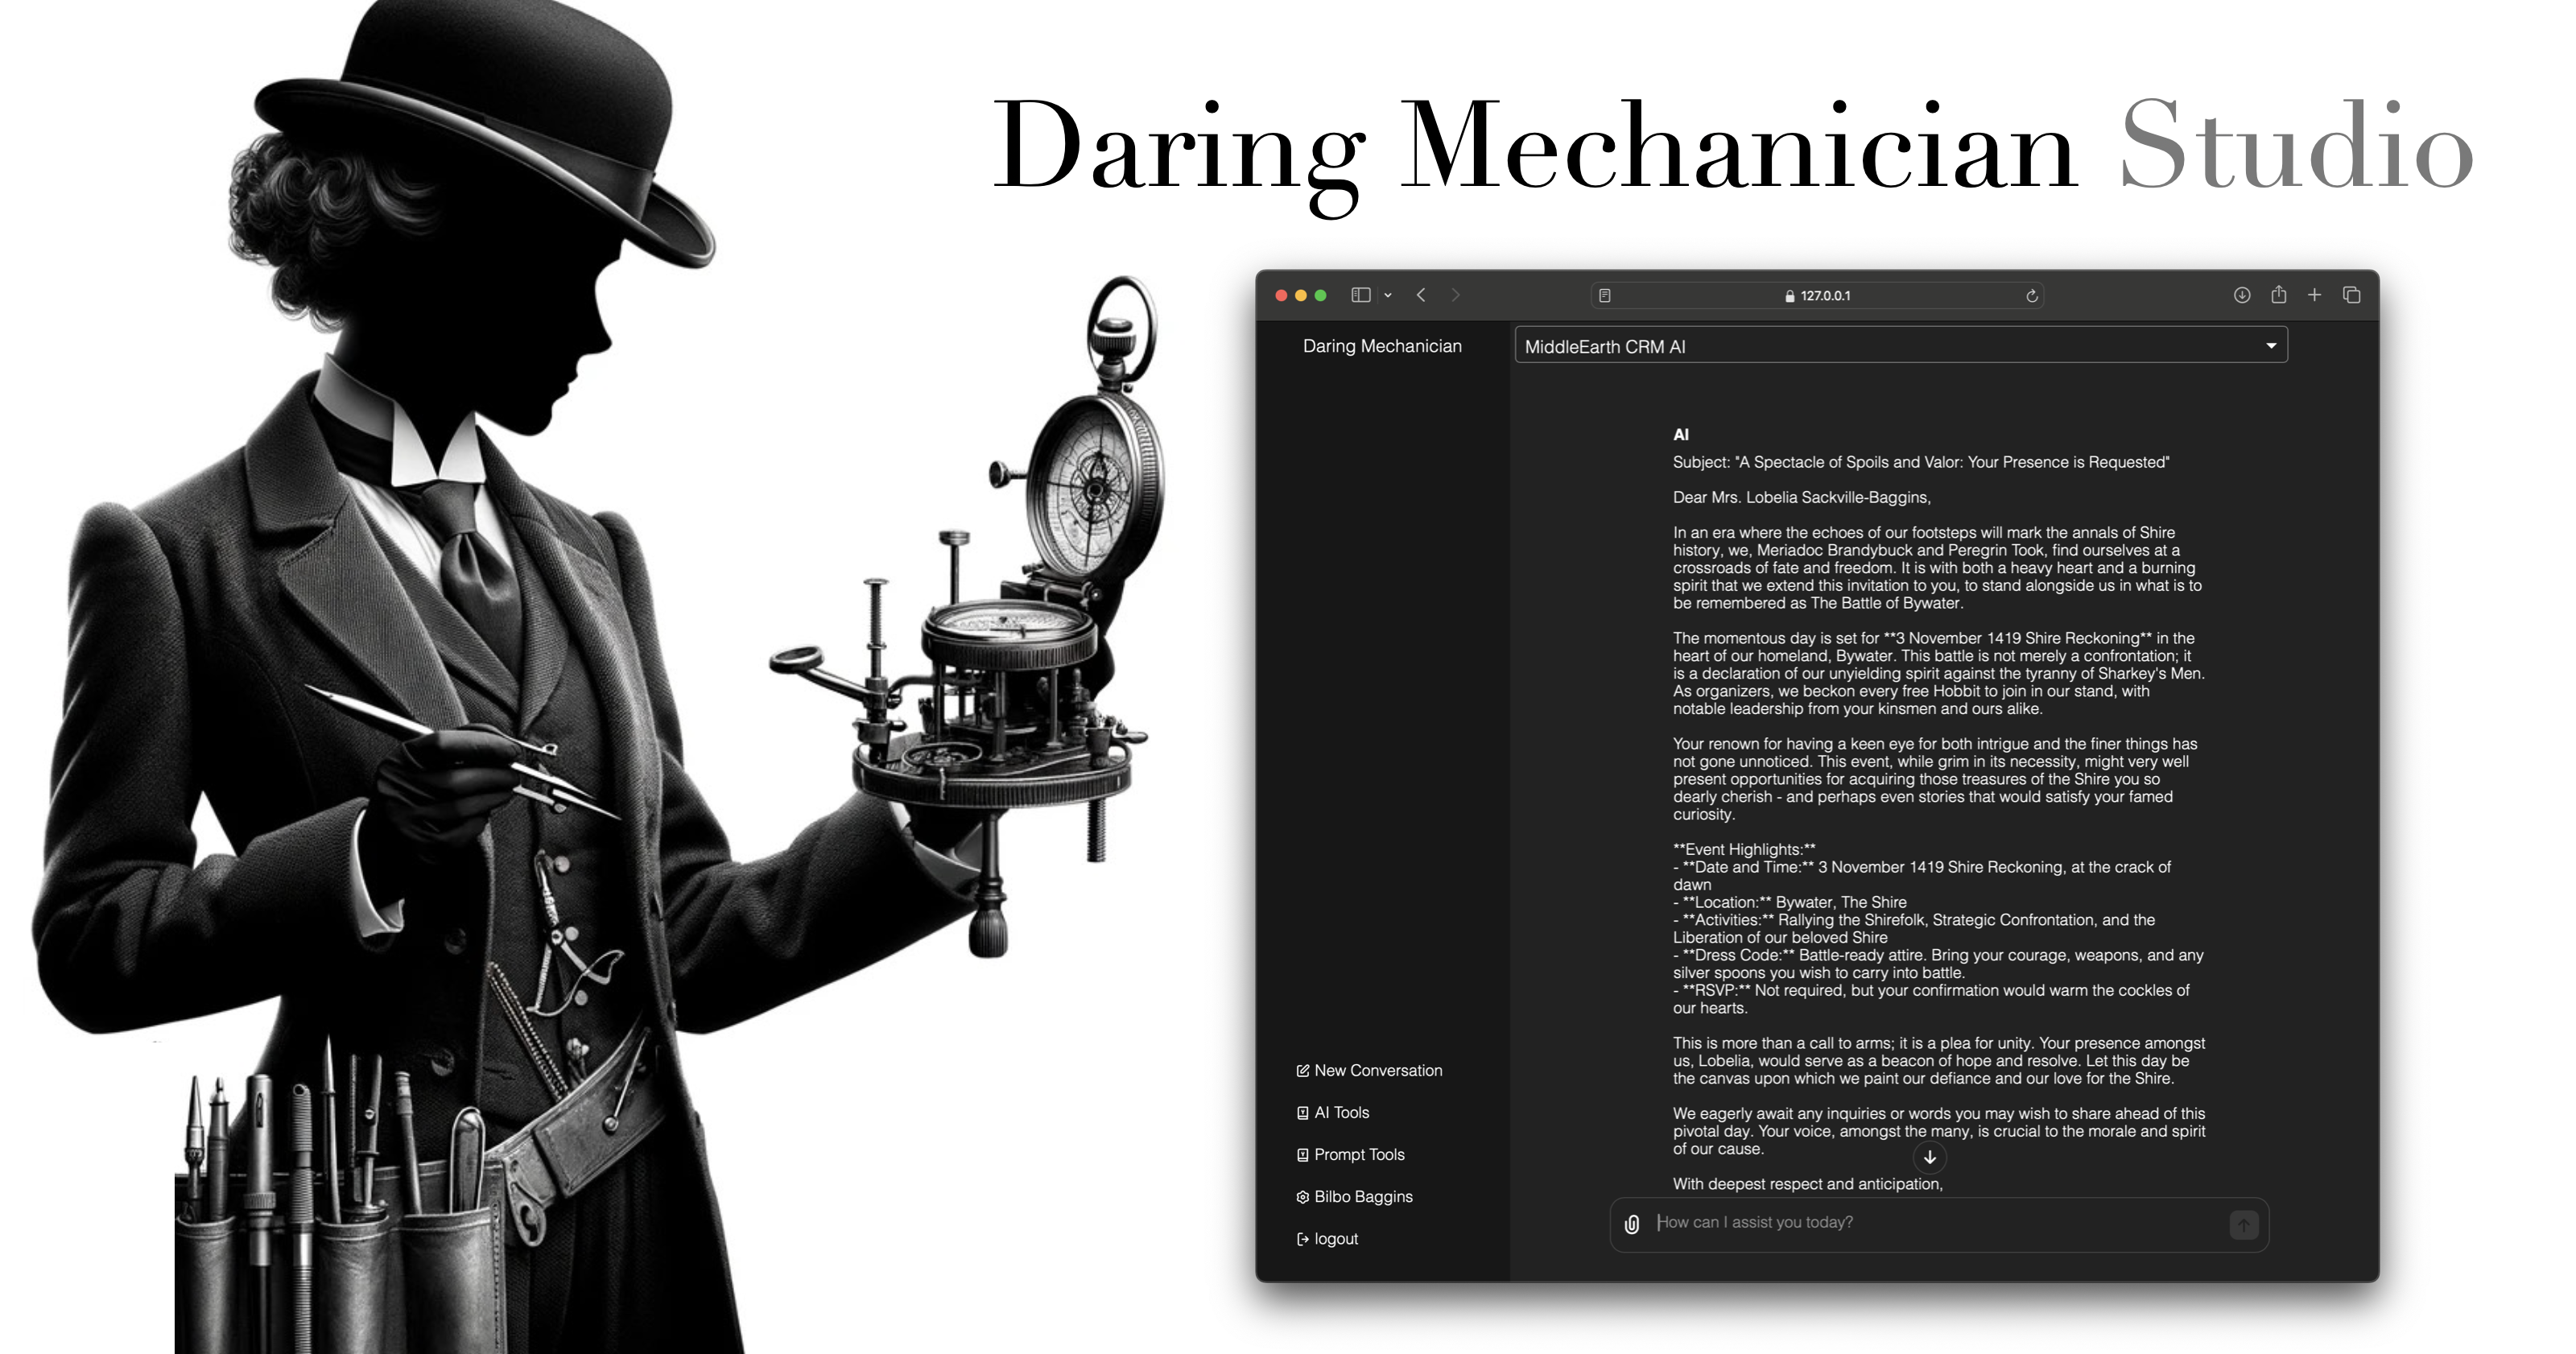 Daring Mechanician Studio
127.0.0.1
Daring Mechanician
MiddleEarth CRM AI
AI
Subject: "A Spectacle of Spoils and Valor: Your Presence is Requested"
Dear Mrs. Lobelia Sackville-Baggins,
In an era where the echoes of our footsteps will mark the annals of Shire
history, we, Meriadoc Brandybuck and Peregrin Took, find ourselves at a
crossroads of fate and freedom. It is with both a heavy heart and a burning
spirit that we extend this invitation to you, to stand alongside us in what is to
be remembered as The Battle of Bywater.
The momentous day is set for **3 November 1419 Shire Reckoning** in the
heart of our homeland, Bywater. This battle is not merely a confrontation; it
is a declaration of our unyielding spirit against the tyranny of Sharkey's Men.
As organizers, we beckon every free Hobbit to join in our stand, with
notable leadership from your kinsmen and ours alike.
Your renown for having a keen eye for both intrigue and the finer things has
not gone unnoticed. This event, while grim in its necessity, might very well
present opportunities for acquiring those treasures of the Shire you so
dearly cherish - and perhaps even stories that would satisfy your famed
curiosity.
**Event Highlights:**
- **Date and Time:** 3 November 1419 Shire Reckoning, at the crack of
dawn
- **Location:** Bywater, The Shire
- **Activities:** Rallying the Shirefolk, Strategic Confrontation, and the
Liberation of our beloved Shire
- **Dress Code:** Battle-ready attire. Bring your courage, weapons, and any
silver spoons you wish to carry into battle.
- **RSVP:** Not required, but your confirmation would warm the cockles of
our hearts.
This is more than a call to arms; it is a plea for unity. Your presence amongst
us, Lobelia, would serve as a beacon of hope and resolve. Let this day be
the canvas upon which we paint our defiance and our love for the Shire.
We eagerly await any inquiries or words you may wish to share ahead of this
pivotal day. Your voice, amongst the many, is crucial to the morale and spirit
of our cause.
With deepest respect and anticipation,
How can I assist you today?
New Conversation
AI Tools
Prompt Tools
Bilbo Baggins
logout